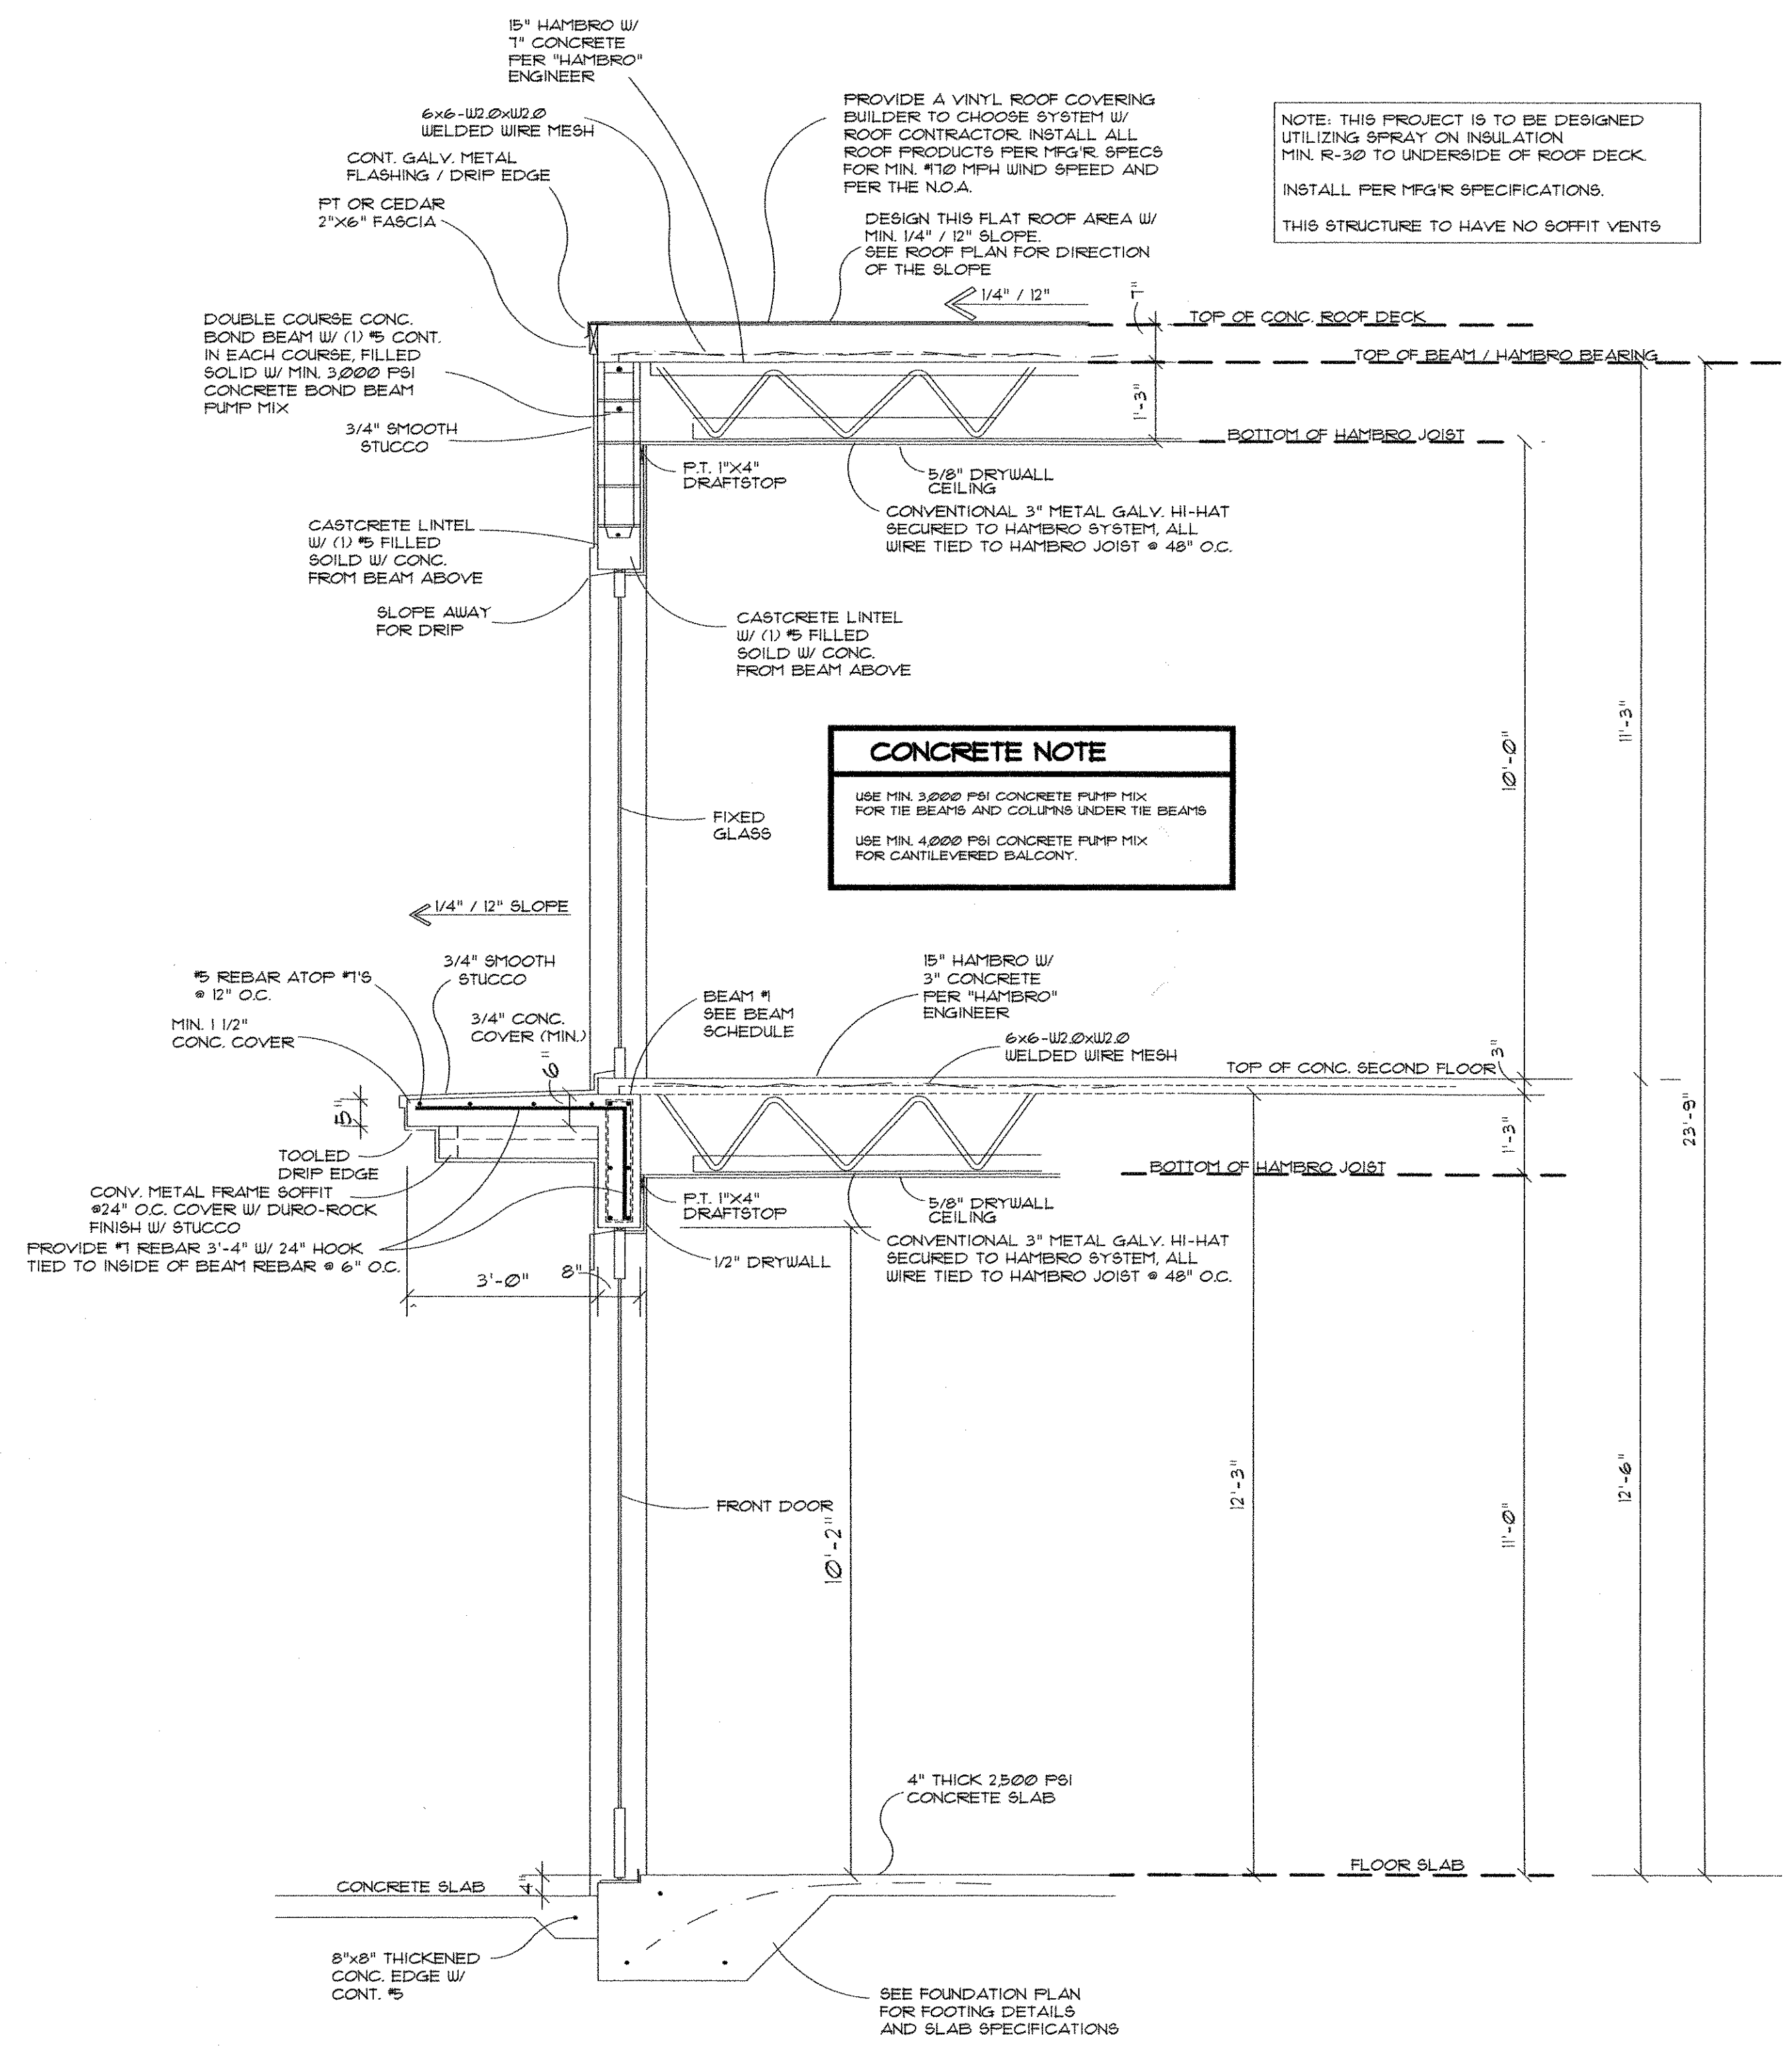 15" HAMBRO W/
7" CONCRETE
PER "HAMBRO"
ENGINEER
6x6-W2.0xW2.0
WELDED WIRE MESH
CONT. GALV. METAL
FLASHING / DRIP EDGE
PT OR CEDAR
2"X6" FASCIA
PROVIDE A VINYL ROOF COVERING
BUILDER TO CHOOSE SYSTEM W/
ROOF CONTRACTOR. INSTALL ALL
ROOF PRODUCTS PER MFG'R. SPECS
FOR MIN. #170 MPH WIND SPEED AND
PER THE N.O.A.
DESIGN THIS FLAT ROOF AREA W/
MIN. 1/4" / 12" SLOPE.
SEE ROOF PLAN FOR DIRECTION
OF THE SLOPE
NOTE: THIS PROJECT IS TO BE DESIGNED
UTILIZING SPRAY ON INSULATION
MIN. R-30 TO UNDERSIDE OF ROOF DECK.
INSTALL PER MFG'R SPECIFICATIONS.
THIS STRUCTURE TO HAVE NO SOFFIT VENTS
1/4" / 12"
7"
TOP OF CONC. ROOF DECK
TOP OF BEAM / HAMBRO BEARING
DOUBLE COURSE CONC.
BOND BEAM W/ (1) #5 CONT.
IN EACH COURSE, FILLED
SOLID W/ MIN. 3,000 PSI
CONCRETE BOND BEAM
PUMP MIX
1'-3"
3/4" SMOOTH
STUCCO
BOTTOM OF HAMBRO JOIST
P.T. 1"X4"
DRAFTSTOP
5/8" DRYWALL
CEILING
CONVENTIONAL 3" METAL GALV. HI-HAT
SECURED TO HAMBRO SYSTEM, ALL
WIRE TIED TO HAMBRO JOIST @ 48" O.C.
CASTCRETE LINTEL
W/ (1) #5 FILLED
SOILD W/ CONC.
FROM BEAM ABOVE
SLOPE AWAY
FOR DRIP
CASTCRETE LINTEL
W/ (1) #5 FILLED
SOILD W/ CONC.
FROM BEAM ABOVE
CONCRETE NOTE
USE MIN. 3,000 PSI CONCRETE PUMP MIX
FOR TIE BEAMS AND COLUMNS UNDER TIE BEAMS
USE MIN. 4,000 PSI CONCRETE PUMP MIX
FOR CANTILEVERED BALCONY.
10'-0"
11'-3"
FIXED
GLASS
1/4" / 12" SLOPE
#5 REBAR ATOP #7'S
@ 12" O.C.
3/4" SMOOTH
STUCCO
MIN. 1 1/2"
CONC. COVER
3/4" CONC.
COVER (MIN.)
BEAM #1
SEE BEAM
SCHEDULE
15" HAMBRO W/
3" CONCRETE
PER "HAMBRO"
ENGINEER
6x6-W2.0xW2.0
WELDED WIRE MESH
TOP OF CONC. SECOND FLOOR
3"
6"
5"
1'-3"
23'-9"
TOOLED
DRIP EDGE
BOTTOM OF HAMBRO JOIST
CONV. METAL FRAME SOFFIT
@24" O.C. COVER W/ DURO-ROCK
FINISH W/ STUCCO
PROVIDE #7 REBAR 3'-4" W/ 24" HOOK
TIED TO INSIDE OF BEAM REBAR @ 6" O.C.
P.T. 1"X4"
DRAFTSTOP
5/8" DRYWALL
CEILING
1/2" DRYWALL
CONVENTIONAL 3" METAL GALV. HI-HAT
SECURED TO HAMBRO SYSTEM, ALL
WIRE TIED TO HAMBRO JOIST @ 48" O.C.
3'-0"
8"
FRONT DOOR
10'-2"
12'-3"
11'-0"
12'-6"
4" THICK 2,500 PSI
CONCRETE SLAB
FLOOR SLAB
CONCRETE SLAB
4"
8"x8" THICKENED
CONC. EDGE W/
CONT. #5
SEE FOUNDATION PLAN
FOR FOOTING DETAILS
AND SLAB SPECIFICATIONS